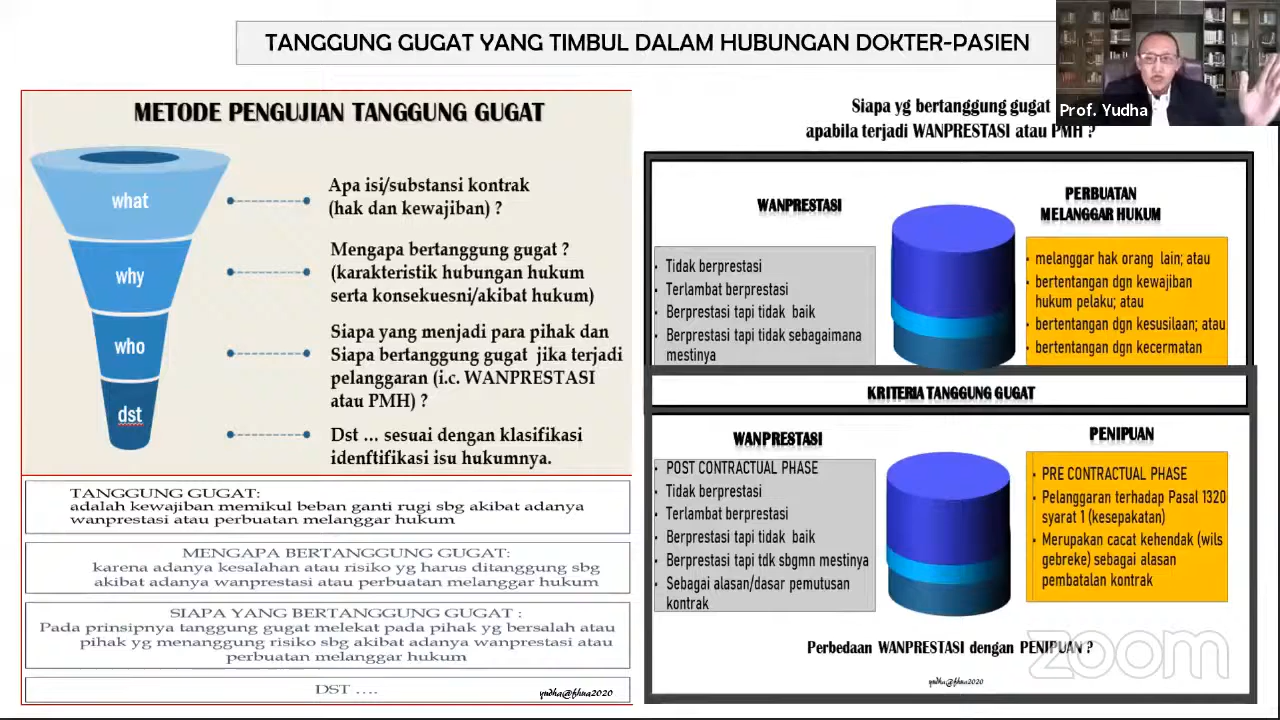 TANGGUNG GUGAT YANG TIMBUL DALAM HUBUNGAN DOKTER-PASIEN
Prof. Yudha
METODE PENGUJIAN TANGGUNG GUGAT
what
Apa isi/substansi kontrak
(hak dan kewajiban) ?
why
Mengapa bertanggung gugat ?
(karakteristik hubungan hukum
serta konsekuesni/akibat hukum)
who
Siapa yang menjadi para pihak dan
Siapa bertanggung gugat jika terjadi
pelanggaran (i.c. WANPRESTASI
atau PMH) ?
dst
Dst ... sesuai dengan klasifikasi
idenftifikasi isu hukumnya.
TANGGUNG GUGAT:
adalah kewajiban memikul beban ganti rugi sbg akibat adanya
wanprestasi atau perbuatan melanggar hukum
MENGAPA BERTANGGUNG GUGAT:
karena adanya kesalahan atau risiko yg harus ditanggung sbg
akibat adanya wanprestasi atau perbuatan melanggar hukum
SIAPA YANG BERTANGGUNG GUGAT :
Pada prinsipnya tanggung gugat melekat pada pihak yg bersalah atau
pihak yg menanggung risiko sbg akibat adanya wanprestasi atau
perbuatan melanggar hukum
DST ....
yudha@fhua2020
Siapa yg bertanggung gugat
apabila terjadi WANPRESTASI atau PMH ?
WANPRESTASI
• Tidak berprestasi
• Terlambat berprestasi
• Berprestasi tapi tidak baik
• Berprestasi tapi tidak sebagaimana
mestinya
PERBUATAN
MELANGGAR HUKUM
• melanggar hak orang lain; atau
• bertentangan dgn kewajiban
hukum pelaku; atau
• bertentangan dgn kesusilaan; atau
• bertentangan dgn kecermatan
KRITERIA TANGGUNG GUGAT
WANPRESTASI
• POST CONTRACTUAL PHASE
• Tidak berprestasi
• Terlambat berprestasi
• Berprestasi tapi tidak baik
• Berprestasi tapi tdk sbgmn mestinya
• Sebagai alasan/dasar pemutusan
kontrak
PENIPUAN
• PRE CONTRACTUAL PHASE
• Pelanggaran terhadap Pasal 1320
syarat 1 (kesepakatan)
• Merupakan cacat kehendak (wils
gebreke) sebagai alasan
pembatalan kontrak
Perbedaan WANPRESTASI dengan PENIPUAN ?
yudha@fhua2020
zoom